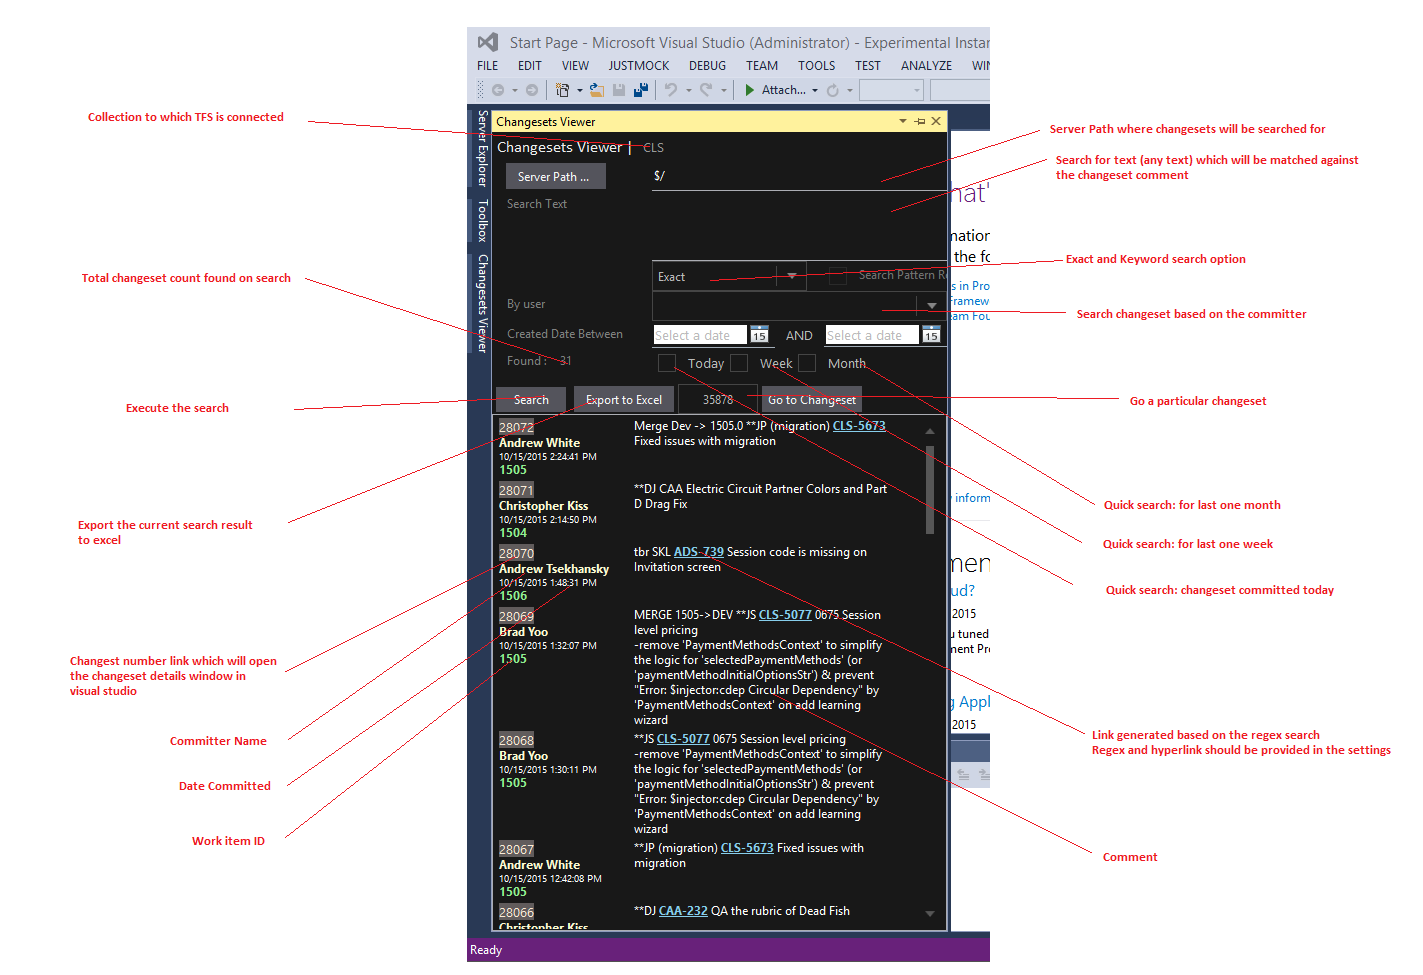 Start Page - Microsoft Visual Studio (Administrator) - Experimental Instar
FILE EDIT VIEW JUSTMOCK DEBUG TEAM TOOLS TEST ANALYZE WIN
Attach...
Server Explorer
Toolbox
Changesets Viewer
Changesets Viewer
Changesets Viewer | CLS
Server Path ... $/
Search Text
Exact Search Pattern Re
By user
Created Date Between Select a date 15 AND Select a date 15
Found : 31 Today Week Month
Search Export to Excel 35878 Go to Changeset
28072
Andrew White
10/15/2015 2:24:41 PM
1505
Merge Dev -> 1505.0 **JP (migration) CLS-5673
Fixed issues with migration
28071
Christopher Kiss
10/15/2015 2:14:50 PM
1504
**DJ CAA Electric Circuit Partner Colors and Part
D Drag Fix
28070
Andrew Tsekhansky
10/15/2015 1:48:31 PM
1506
tbr SKL ADS-739 Session code is missing on
Invitation screen
28069
Brad Yoo
10/15/2015 1:32:07 PM
1505
MERGE 1505->DEV **JS CLS-5077 0675 Session
level pricing
-remove 'PaymentMethodsContext' to simplify
the logic for 'selectedPaymentMethods' (or
'paymentMethodInitialOptionsStr') & prevent
"Error: $injector:cdep Circular Dependency" by
'PaymentMethodsContext' on add learning
wizard
28068
Brad Yoo
10/15/2015 1:30:11 PM
1505
**JS CLS-5077 0675 Session level pricing
-remove 'PaymentMethodsContext' to simplify
the logic for 'selectedPaymentMethods' (or
'paymentMethodInitialOptionsStr') & prevent
"Error: $injector:cdep Circular Dependency" by
'PaymentMethodsContext' on add learning
wizard
28067
Andrew White
10/15/2015 12:42:08 PM
1505
**JP (migration) CLS-5673 Fixed issues with
migration
28066
Christopher Kiss
**DJ CAA-232 QA the rubric of Dead Fish
Ready
hat'
mation
the fo
s in Pro
Framew
am Fou
inform
men
ud?
2015
u tuned
ment Pro
g Appl
2015
Collection to which TFS is connected
Total changeset count found on search
Execute the search
Export the current search result
to excel
Changest number link which will open
the changeset details window in
visual studio
Committer Name
Date Committed
Work item ID
Server Path where changesets will be searched for
Search for text (any text) which will be matched against
the changeset comment
Exact and Keyword search option
Search changeset based on the committer
Go a particular changeset
Quick search: for last one month
Quick search: for last one week
Quick search: changeset committed today
Link generated based on the regex search
Regex and hyperlink should be provided in the settings
Comment